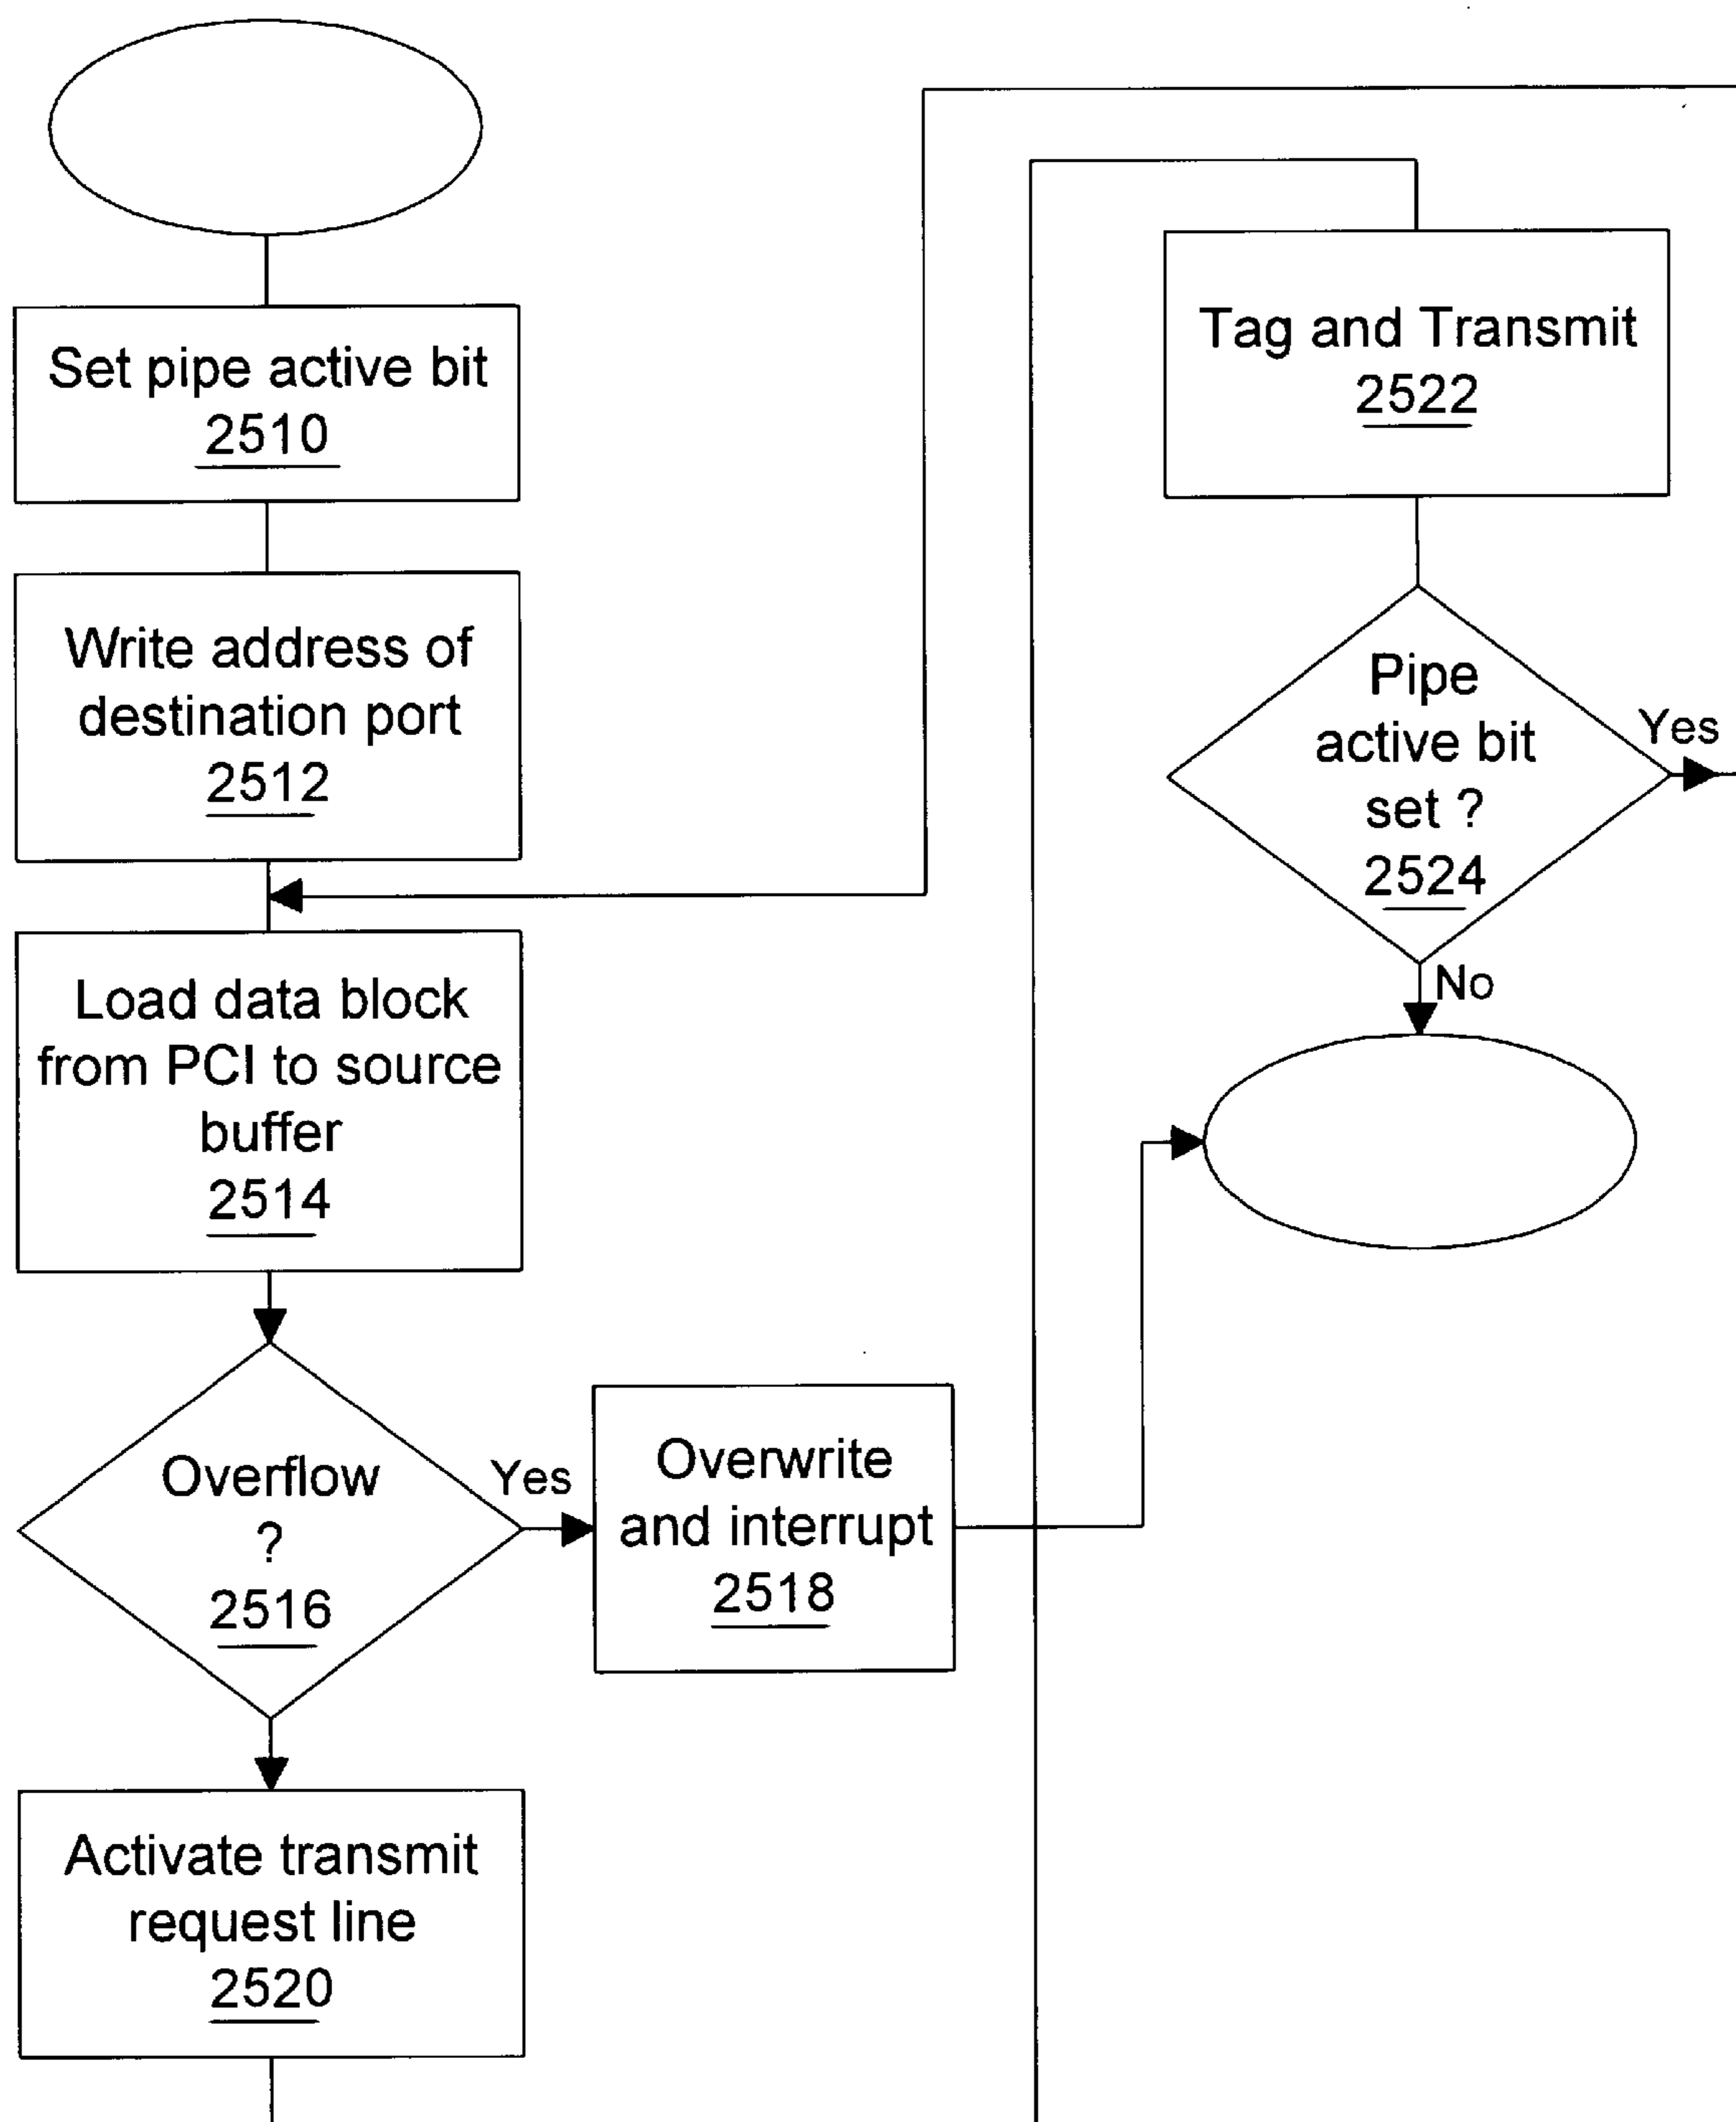 Set pipe active bit
2510
Write address of
destination port
2512
Load data block
from PCI to source
buffer
2514
Overflow
?
2516
Yes
Overwrite
and interrupt
2518
Activate transmit
request line
2520
Tag and Transmit
2522
Pipe
active bit
set ?
2524
Yes
No